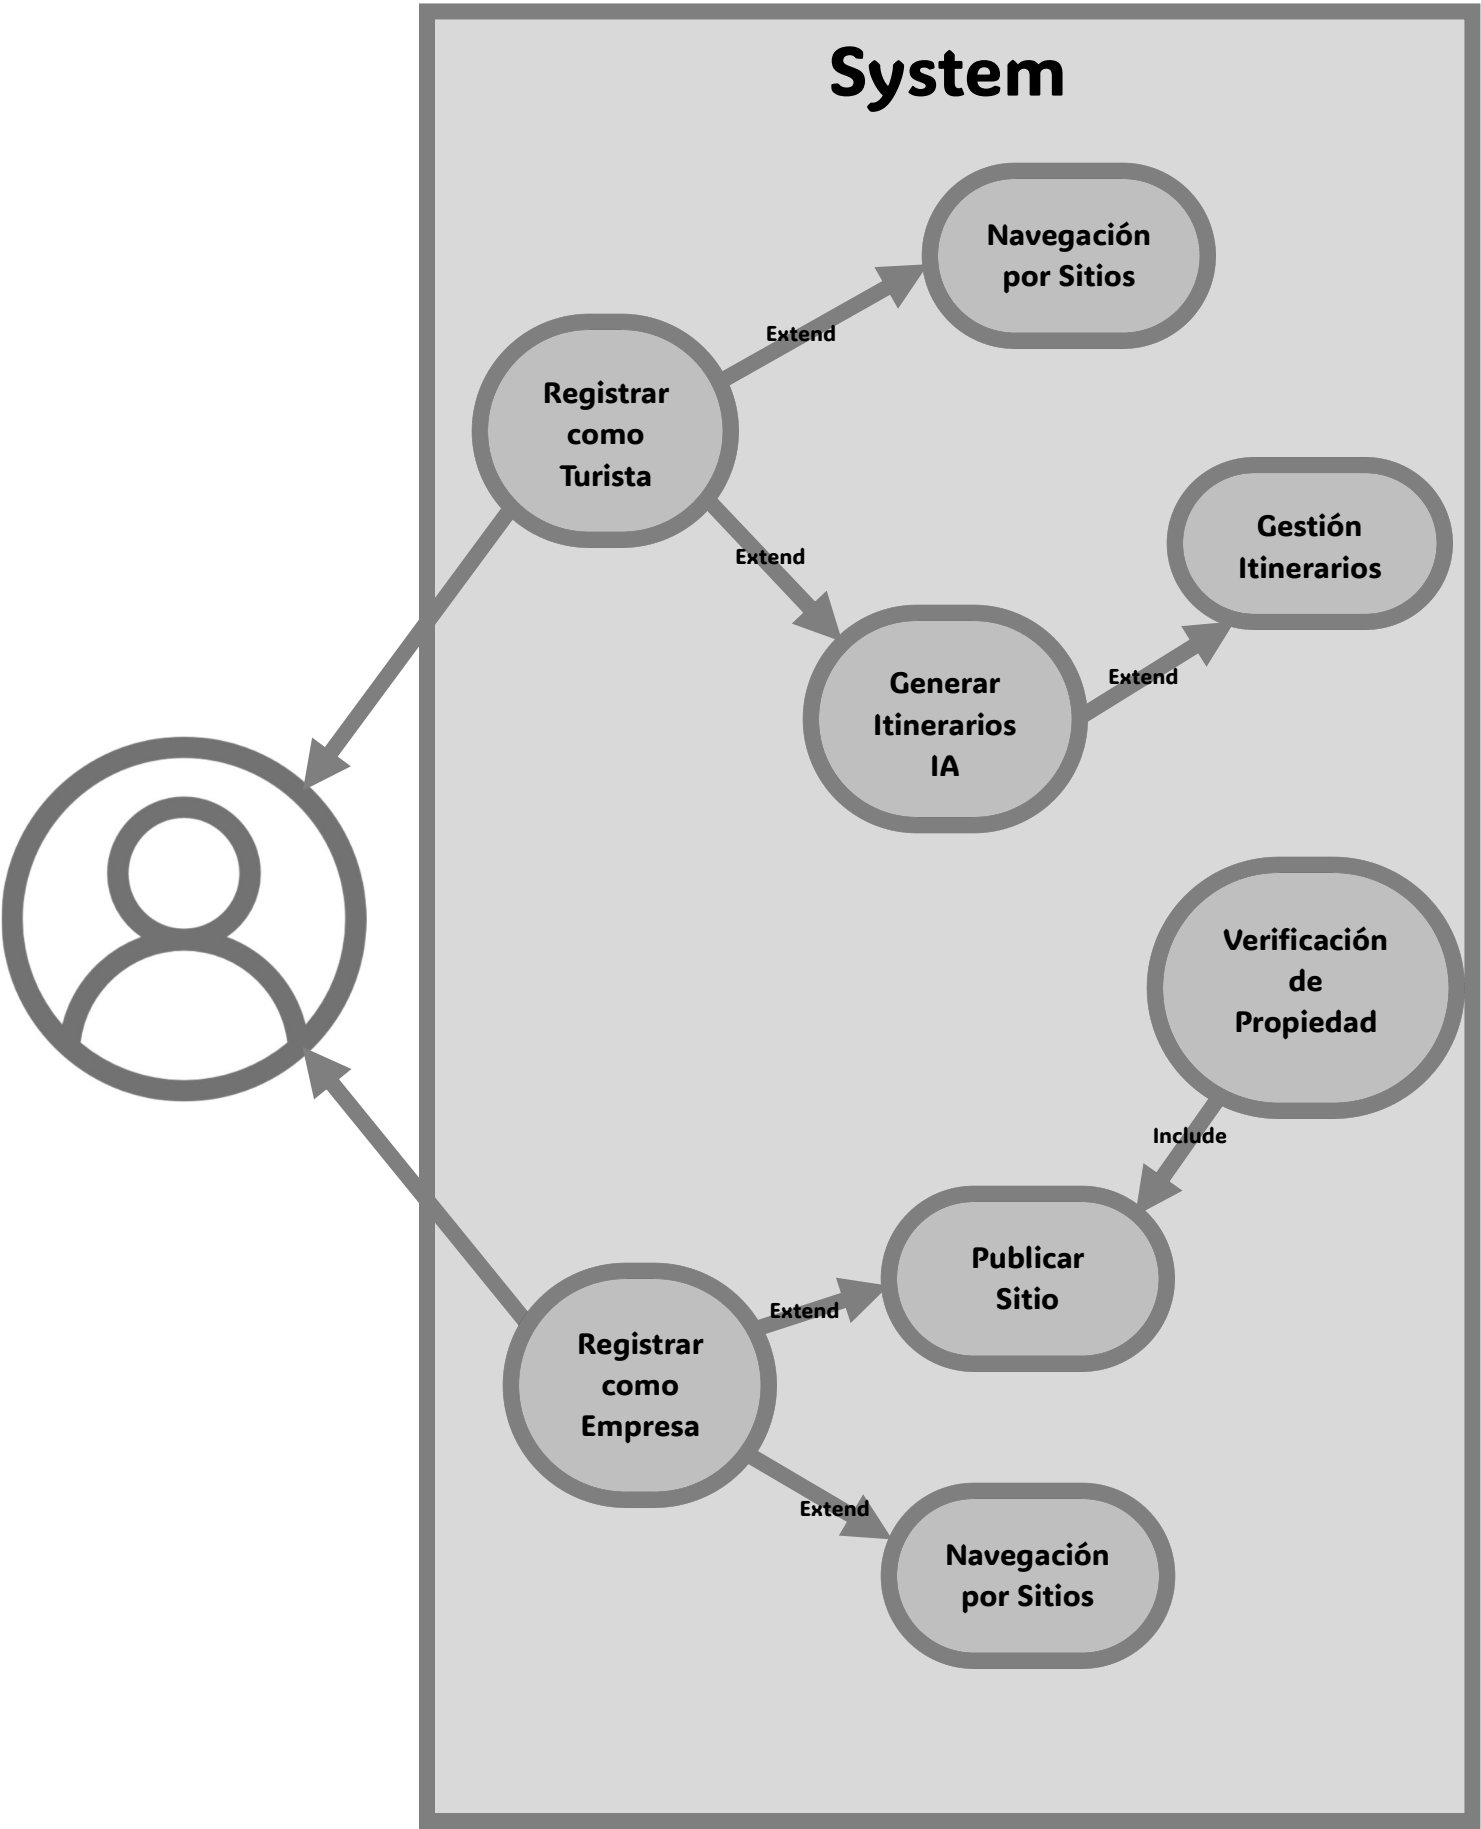 System
Navegación
por Sitios
Extend
Registrar
como
Turista
Extend
Gestión
Itinerarios
Extend
Generar
Itinerarios
IA
Verificación
de
Propiedad
Include
Publicar
Sitio
Extend
Registrar
como
Empresa
Extend
Navegación
por Sitios